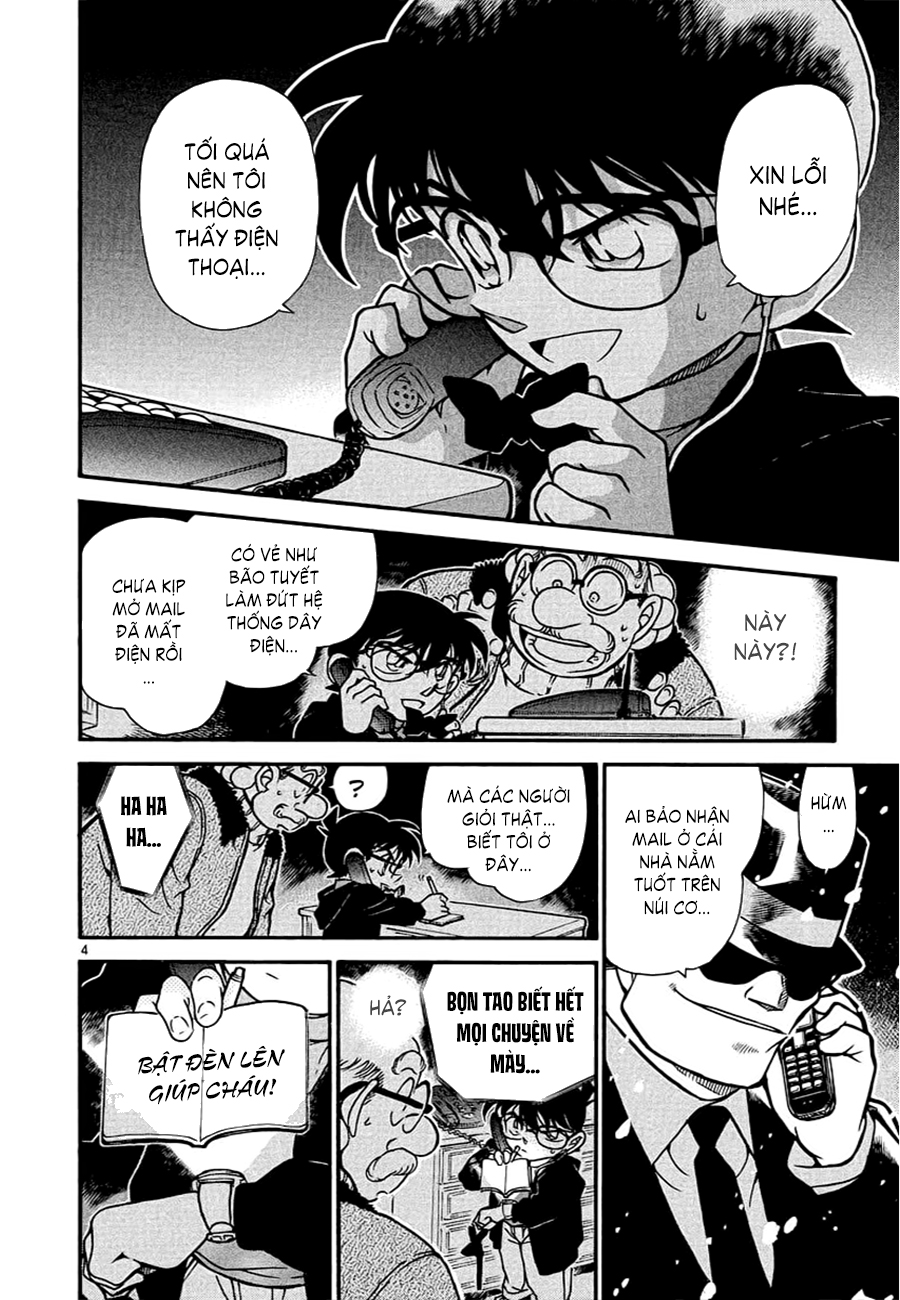 XIN LỖI
NHÉ...
TỐI QUÁ
NÊN TÔI
KHÔNG
THẤY ĐIỆN
THOẠI...
NÀY
NÀY?!
CÓ VẺ NHƯ
BÃO TUYẾT
LÀM ĐỨT HỆ
THỐNG DÂY
ĐIỆN...
CHƯA KỊP
MỞ MAIL
ĐÃ MẤT
ĐIỆN RỒI
...
HỪM
...
AI BẢO NHẬN
MAIL Ở CÁI
NHÀ NẰM
TUỐT TRÊN
NÚI CƠ...
MÀ CÁC NGƯỜI
GIỎI THẬT...
BIẾT TÔI Ở
ĐÂY...
?
HA HA
HA...
BỌN TAO BIẾT HẾT
MỌI CHUYỆN VỀ
MÀY...
HẢ?
BẬT ĐÈN LÊN
GIÚP CHÁU!
4